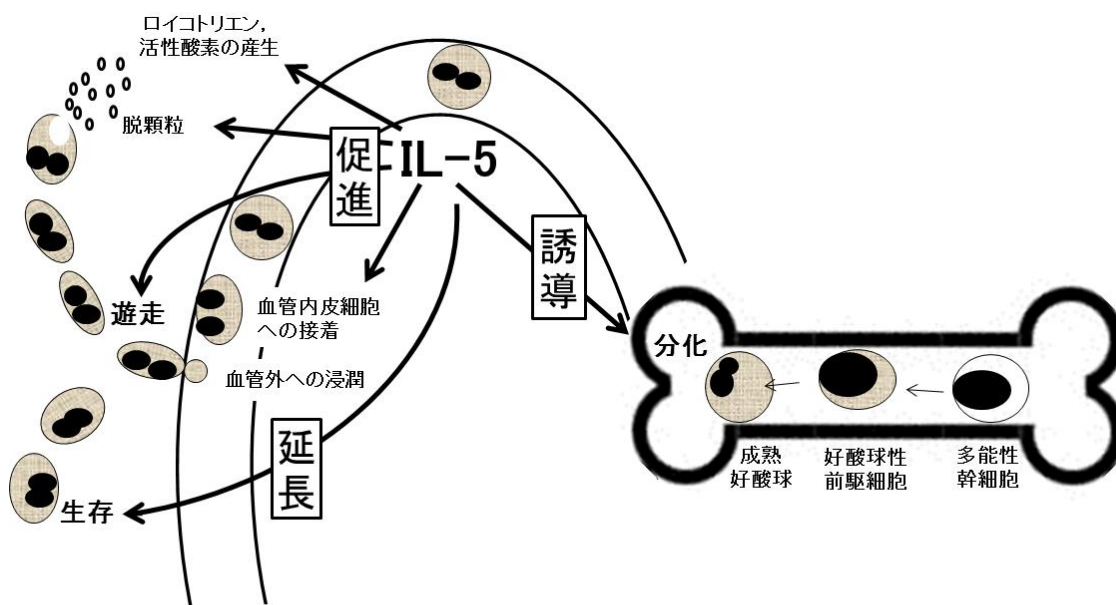 ロイコトリエン,
活性酸素の産生
脱顆粒
促進
IL-5
誘導
遊走
血管内皮細胞
への接着
血管外への浸潤
延長
生存
分化
成熟
好酸球
好酸球性
前駆細胞
多能性
幹細胞